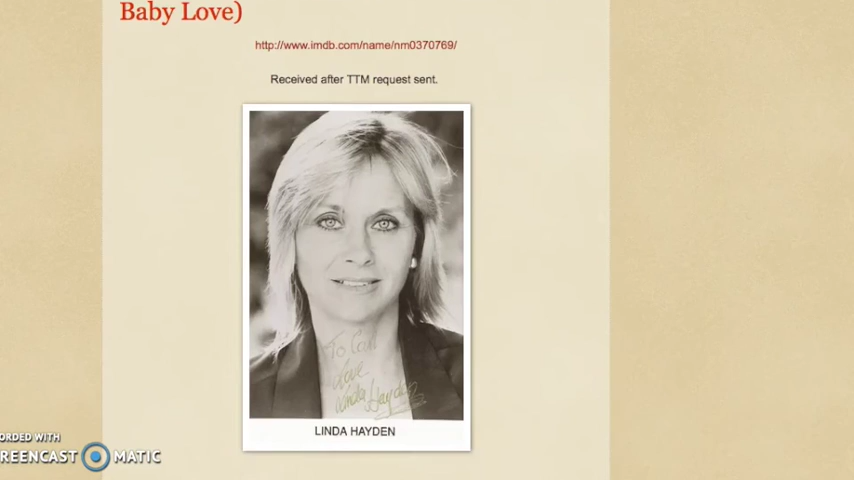 Baby Love)
http://www.imdb.com/name/nm0370769/
Received after TTM request sent.
To Carl
Love
Linda Hayden
LINDA HAYDEN
ORDED WITH
REENCAST MATIC